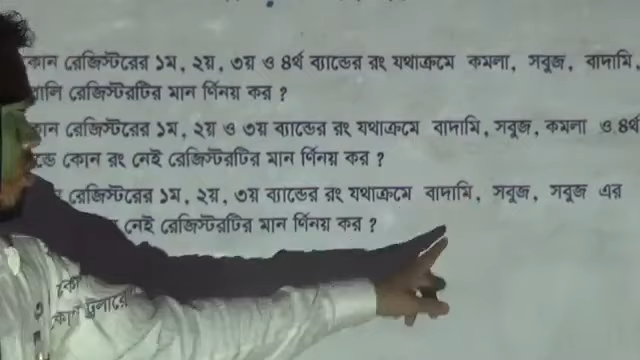 কোন রেজিস্টরের ১ম, ২য়, ৩য় ও ৪র্থ ব্যান্ডের রং যথাক্রমে কমলা, সবুজ, বাদামি,
রেজিস্টরটির মান র্ণিনয় কর ?
রেজিস্টরের ১ম, ২য় ও ৩য় ব্যান্ডের রং যথাক্রমে বাদামি, সবুজ, কমলা ও ৪র্থ
কোন রং নেই রেজিস্টরটির মান র্ণিনয় কর ?
রেজিস্টরের ১ম, ২য়, ৩য় ব্যান্ডের রং যথাক্রমে বাদামি, সবুজ, সবুজ এর
নেই রেজিস্টরটির মান র্ণিনয় কর ?